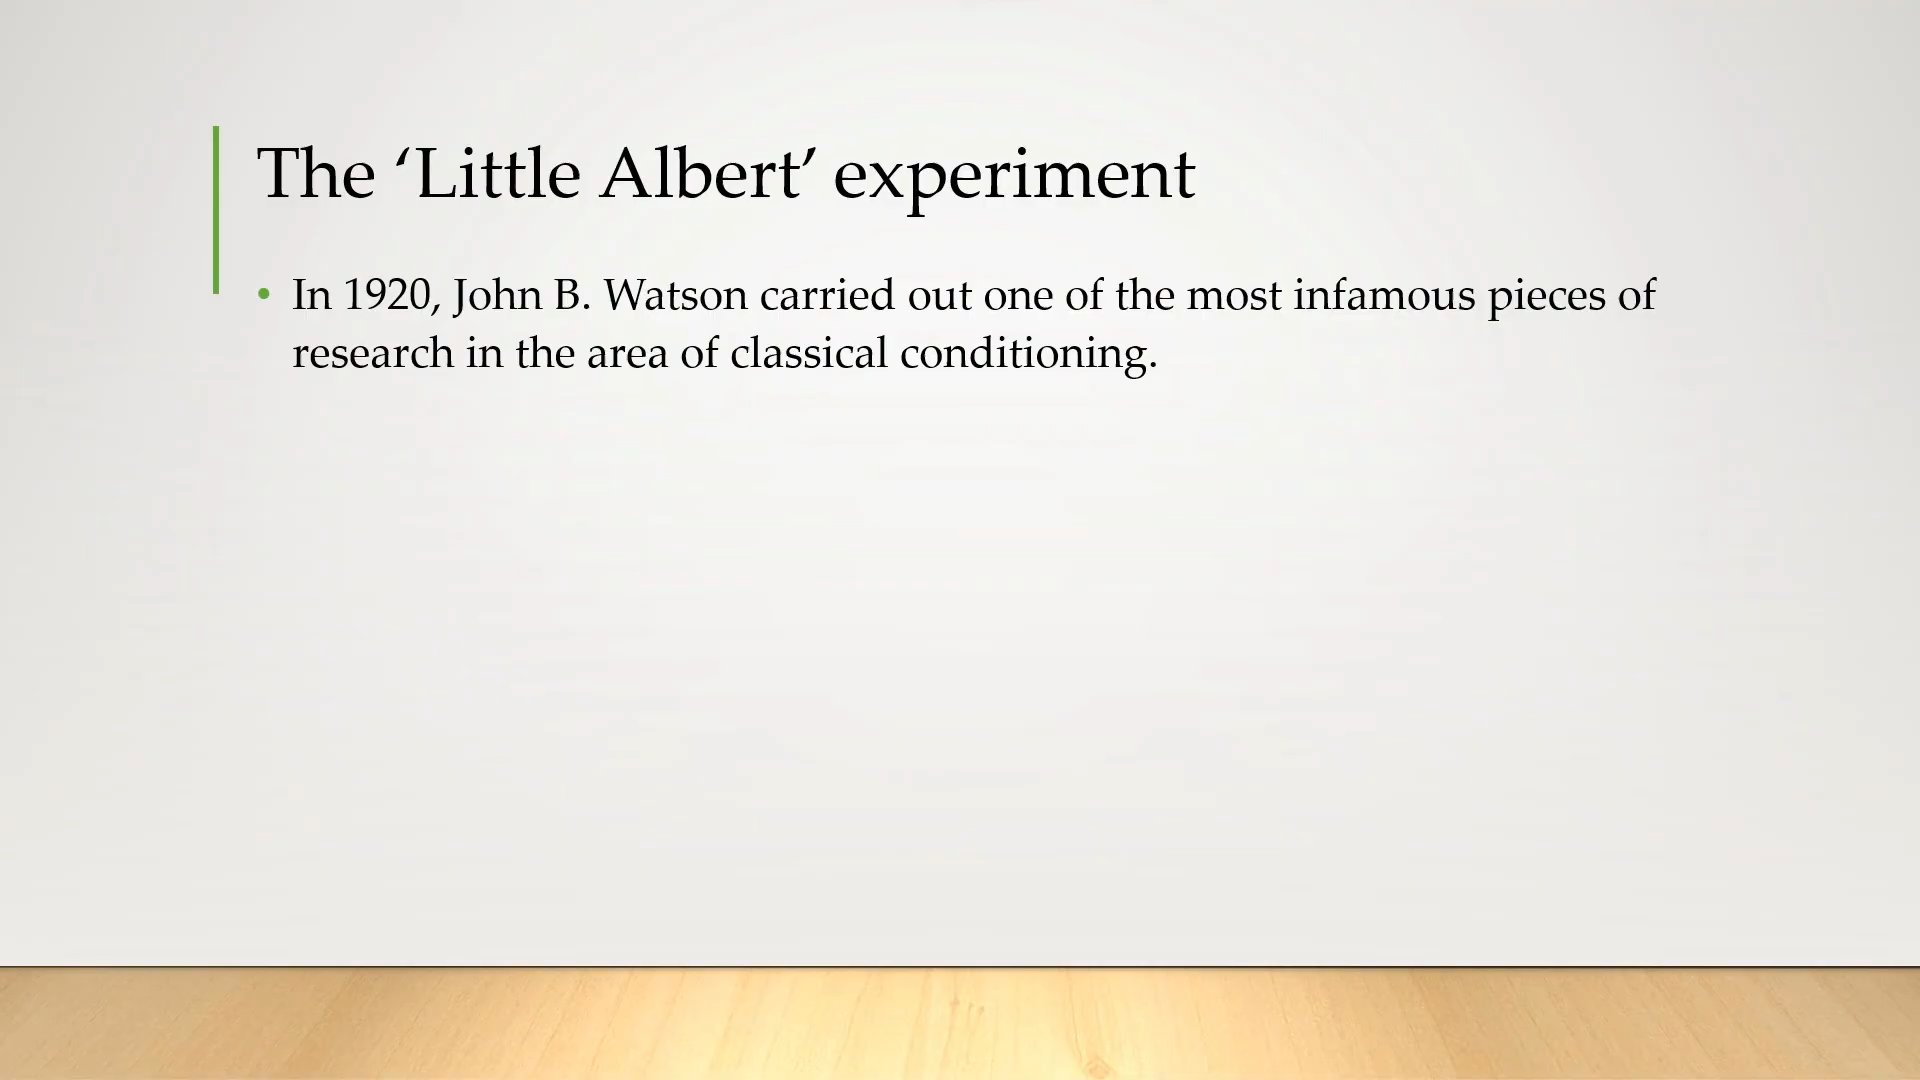 The ‘Little Albert’ experiment
• In 1920, John B. Watson carried out one of the most infamous pieces of
research in the area of classical conditioning.